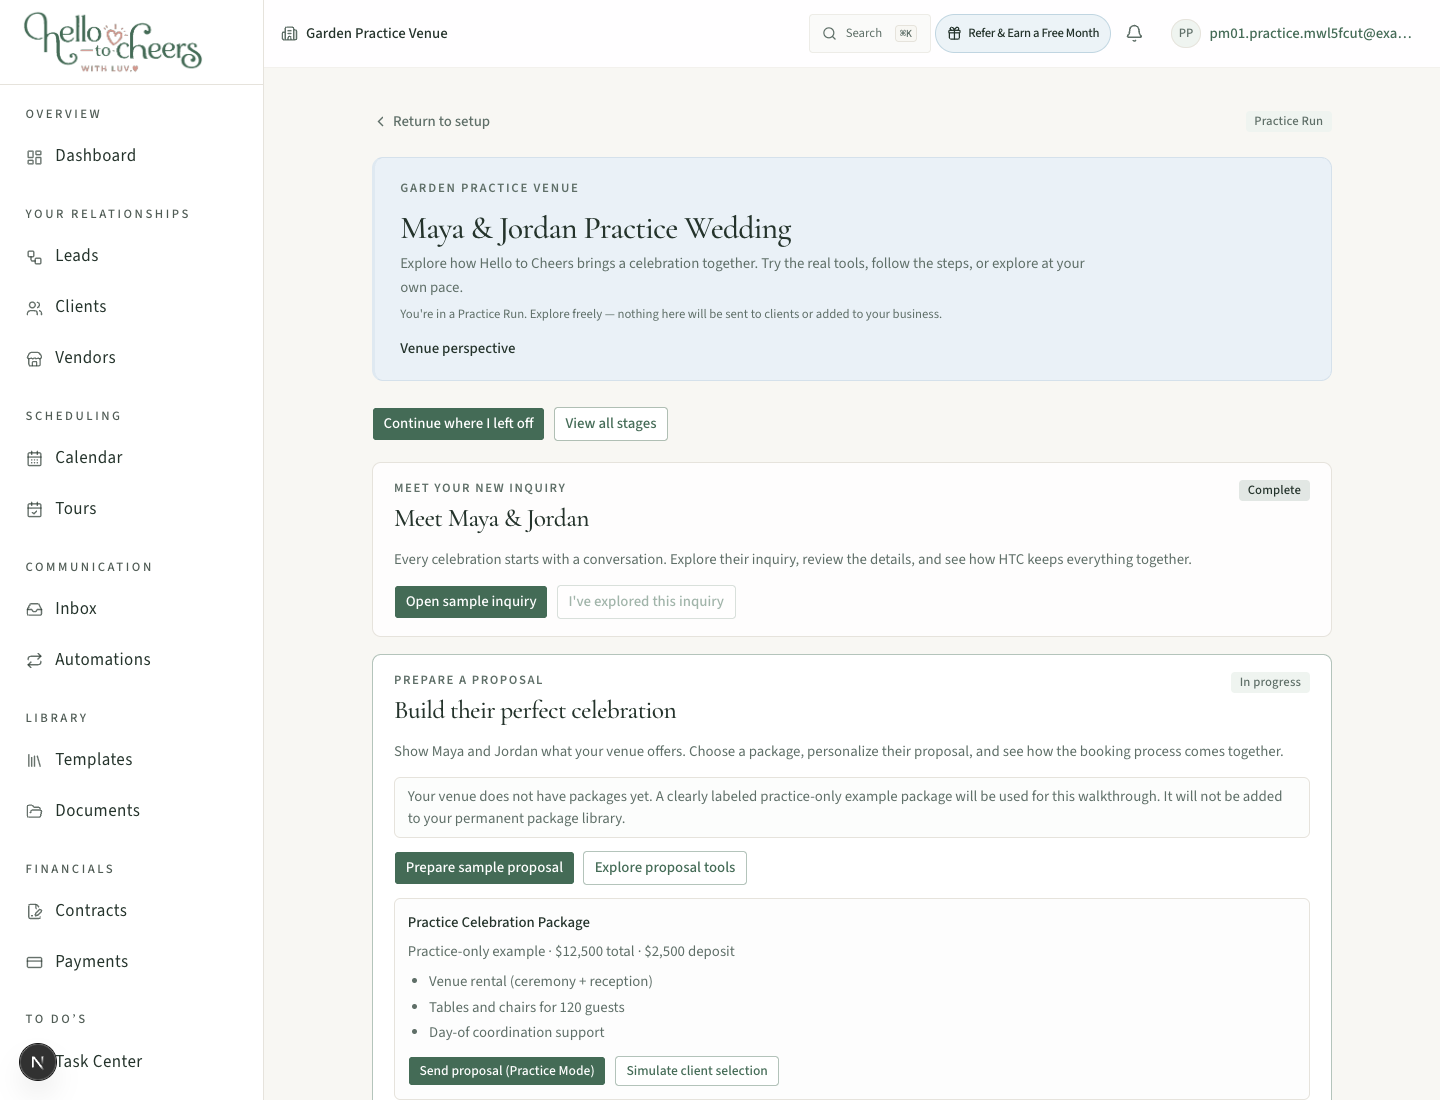 hello
to cheers
WITH LUV.
Garden Practice Venue
Search
⌘K
Refer & Earn a Free Month
PP
pm01.practice.mwl5fcut@exa...
OVERVIEW
Dashboard
YOUR RELATIONSHIPS
Leads
Clients
Vendors
SCHEDULING
Calendar
Tours
COMMUNICATION
Inbox
Automations
LIBRARY
Templates
Documents
FINANCIALS
Contracts
Payments
TO DO'S
N
Task Center
Return to setup
Practice Run
GARDEN PRACTICE VENUE
Maya & Jordan Practice Wedding
Explore how Hello to Cheers brings a celebration together. Try the real tools, follow the steps, or explore at your
own pace.
You're in a Practice Run. Explore freely — nothing here will be sent to clients or added to your business.
Venue perspective
Continue where I left off
View all stages
MEET YOUR NEW INQUIRY
Complete
Meet Maya & Jordan
Every celebration starts with a conversation. Explore their inquiry, review the details, and see how HTC keeps everything together.
Open sample inquiry
I've explored this inquiry
PREPARE A PROPOSAL
In progress
Build their perfect celebration
Show Maya and Jordan what your venue offers. Choose a package, personalize their proposal, and see how the booking process comes together.
Your venue does not have packages yet. A clearly labeled practice-only example package will be used for this walkthrough. It will not be added
to your permanent package library.
Prepare sample proposal
Explore proposal tools
Practice Celebration Package
Practice-only example · $12,500 total · $2,500 deposit
• Venue rental (ceremony + reception)
• Tables and chairs for 120 guests
• Day-of coordination support
Send proposal (Practice Mode)
Simulate client selection